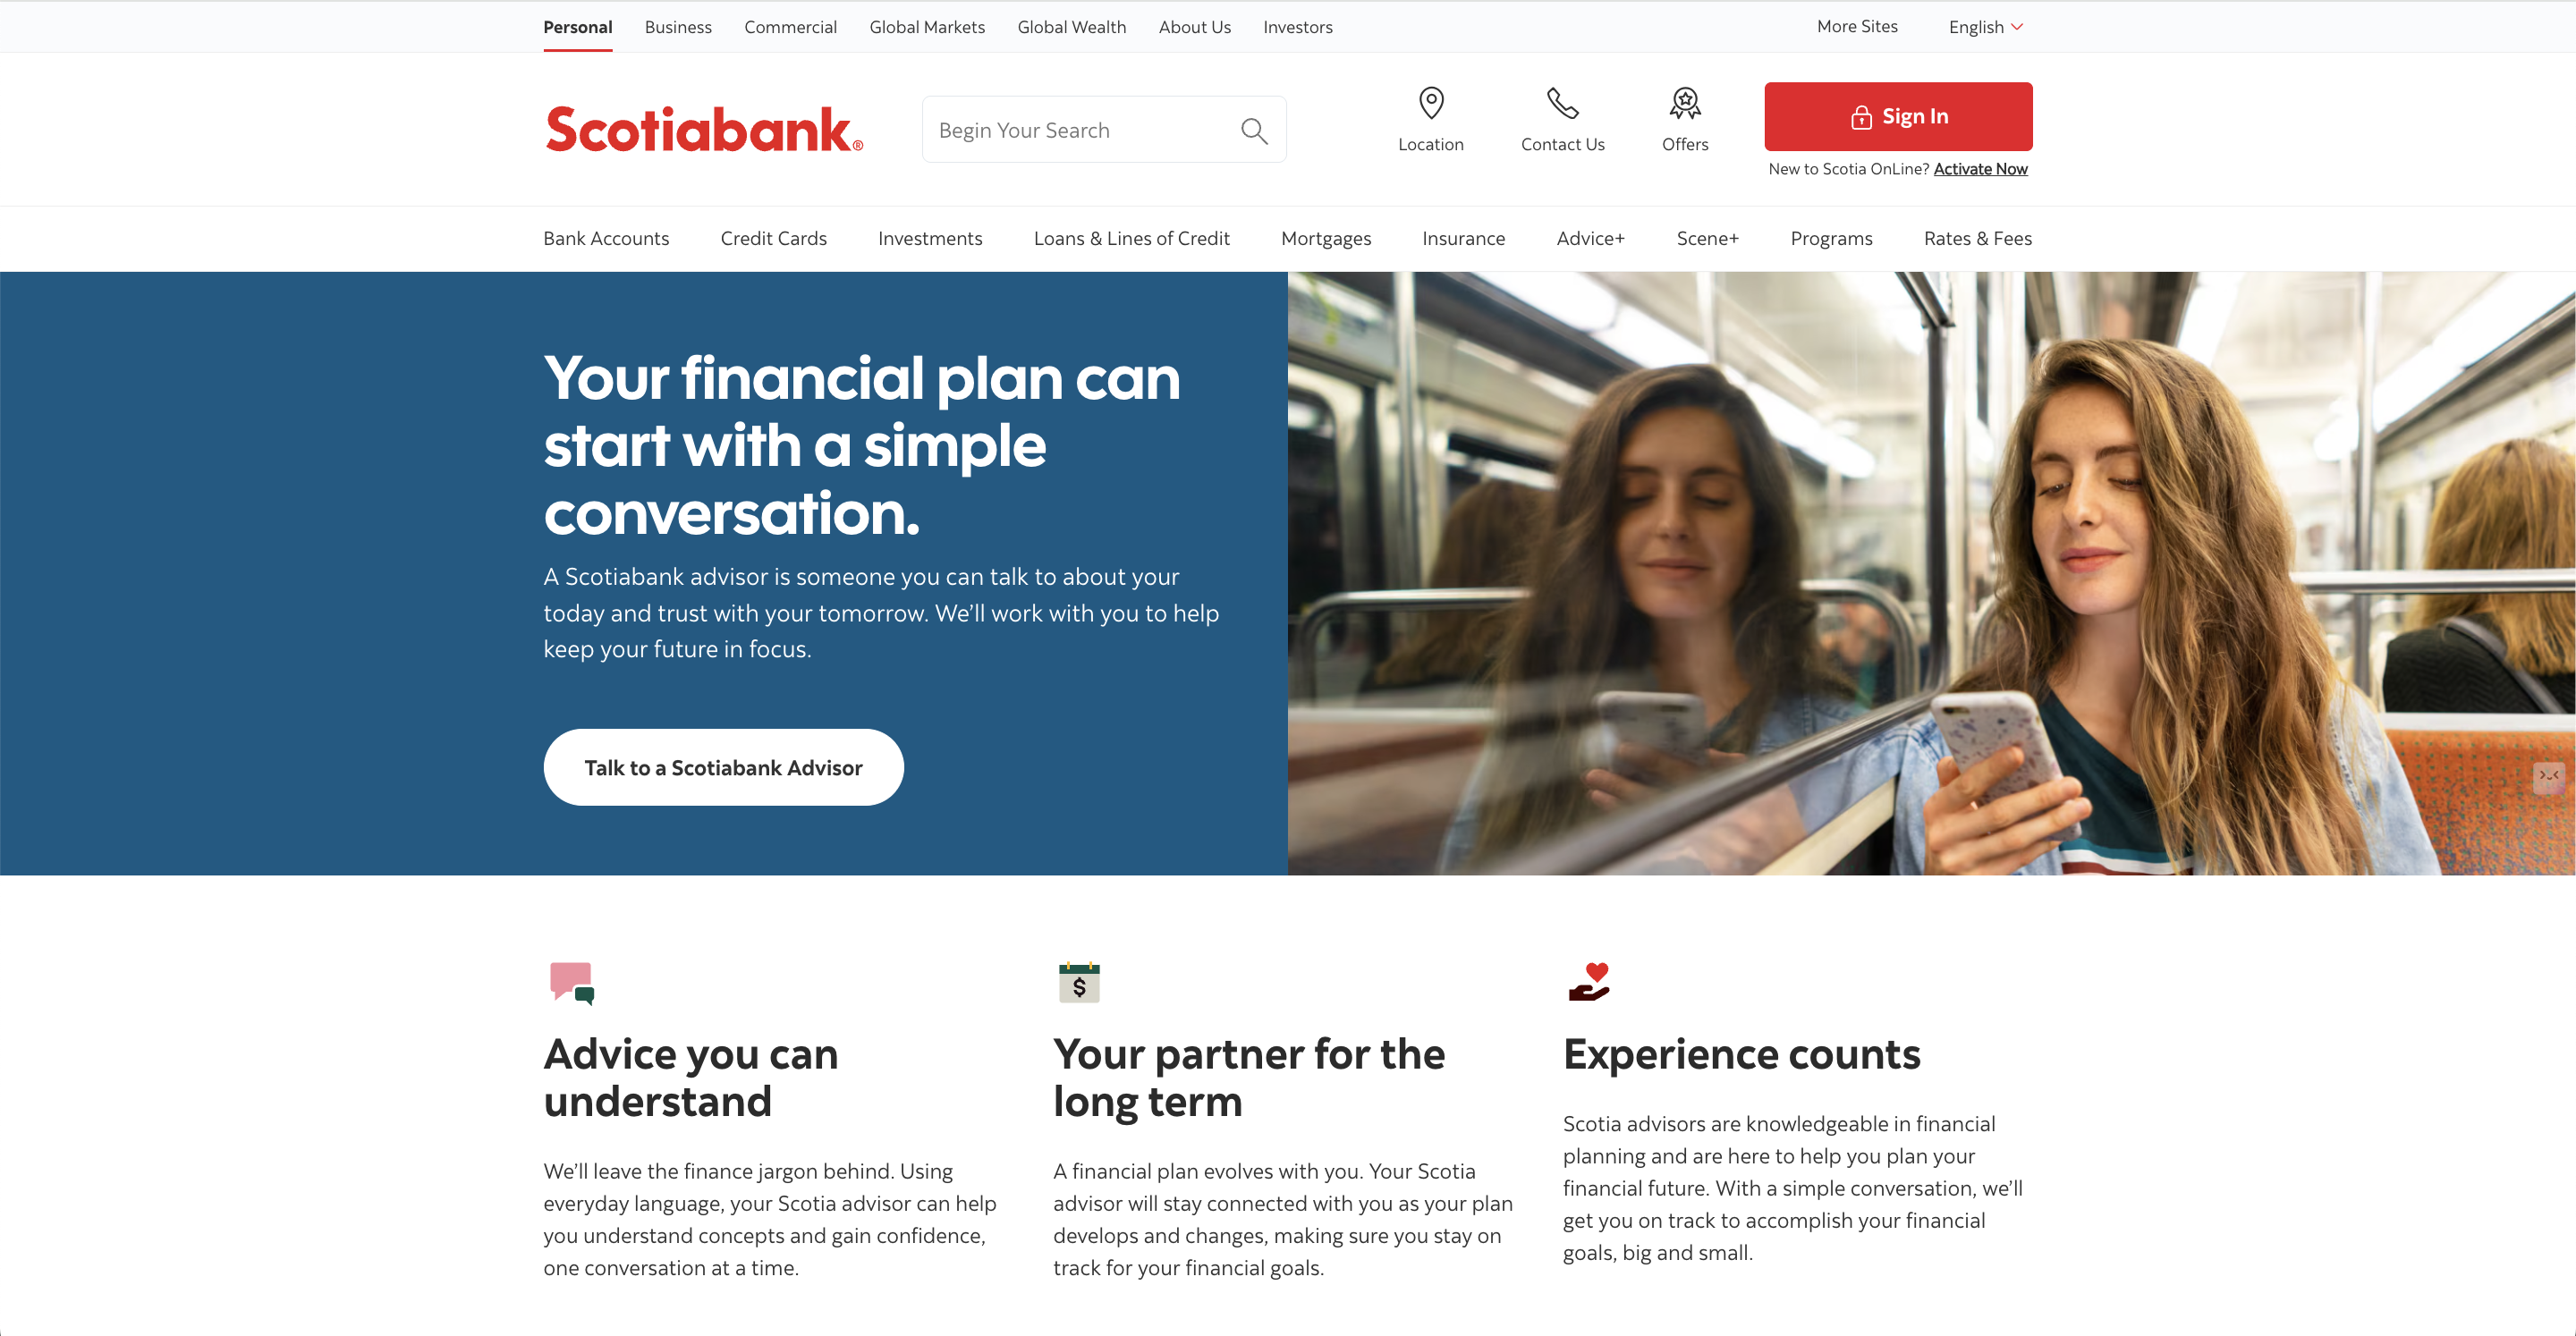 Personal Business Commercial Global Markets Global Wealth About Us Investors More Sites English
Scotiabank®
Begin Your Search
Location Contact Us Offers
Sign In
New to Scotia OnLine? Activate Now
Bank Accounts Credit Cards Investments Loans & Lines of Credit Mortgages Insurance Advice+ Scene+ Programs Rates & Fees
Your financial plan can
start with a simple
conversation.
A Scotiabank advisor is someone you can talk to about your
today and trust with your tomorrow. We’ll work with you to help
keep your future in focus.
Talk to a Scotiabank Advisor
$
Advice you can
understand
We’ll leave the finance jargon behind. Using
everyday language, your Scotia advisor can help
you understand concepts and gain confidence,
one conversation at a time.
Your partner for the
long term
A financial plan evolves with you. Your Scotia
advisor will stay connected with you as your plan
develops and changes, making sure you stay on
track for your financial goals.
Experience counts
Scotia advisors are knowledgeable in financial
planning and are here to help you plan your
financial future. With a simple conversation, we’ll
get you on track to accomplish your financial
goals, big and small.